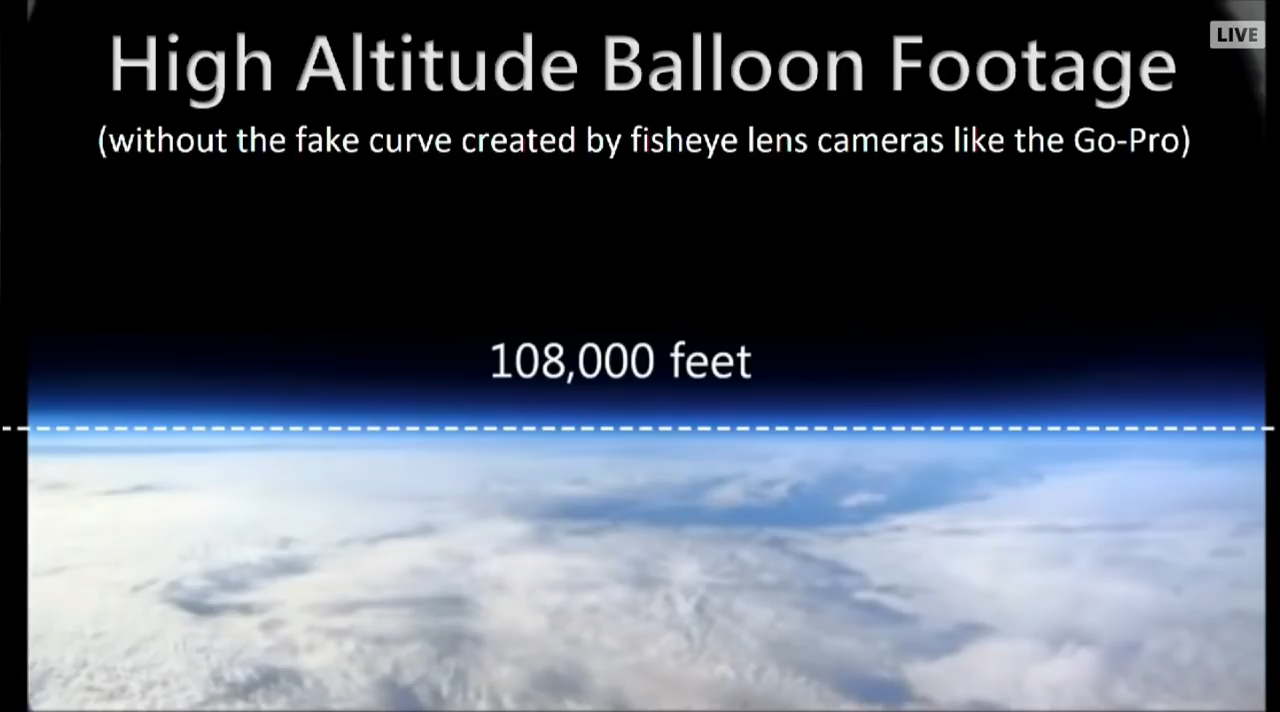 LIVE
High Altitude Balloon Footage
(without the fake curve created by fisheye lens cameras like the Go-Pro)
108,000 feet